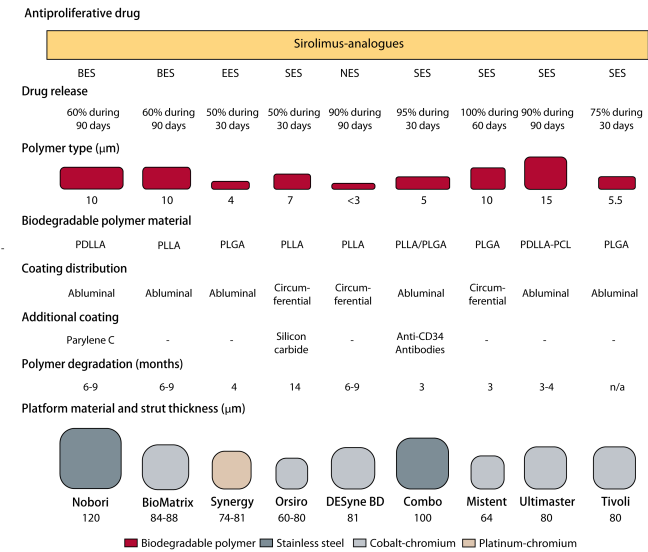 Antiproliferative drug
Sirolimus-analogues
BES BES EES SES NES SES SES SES SES
Drug release
60% during 60% during 50% during 50% during 90% during 95% during 100% during 90% during 75% during
90 days 90 days 30 days 30 days 90 days 30 days 60 days 90 days 30 days
Polymer type (μm)
10 10 4 7 <3 5 10 15 5.5
Biodegradable polymer material
-
PDLLA PLLA PLGA PLLA PLLA PLLA/PLGA PLGA PDLLA-PCL PLGA
Coating distribution
Abluminal Abluminal Abluminal Circum- Circum- Abluminal Circum- Abluminal Abluminal
ferential ferential ferential
Additional coating
Parylene C - - Silicon - Anti-CD34 - - -
carbide Antibodies
Polymer degradation (months)
6-9 6-9 4 14 6-9 3 3 3-4 n/a
Platform material and strut thickness (μm)
Nobori BioMatrix Synergy Orsiro DESyne BD Combo Mistent Ultimaster Tivoli
120 84-88 74-81 60-80 81 100 64 80 80
Biodegradable polymer Stainless steel Cobalt-chromium Platinum-chromium